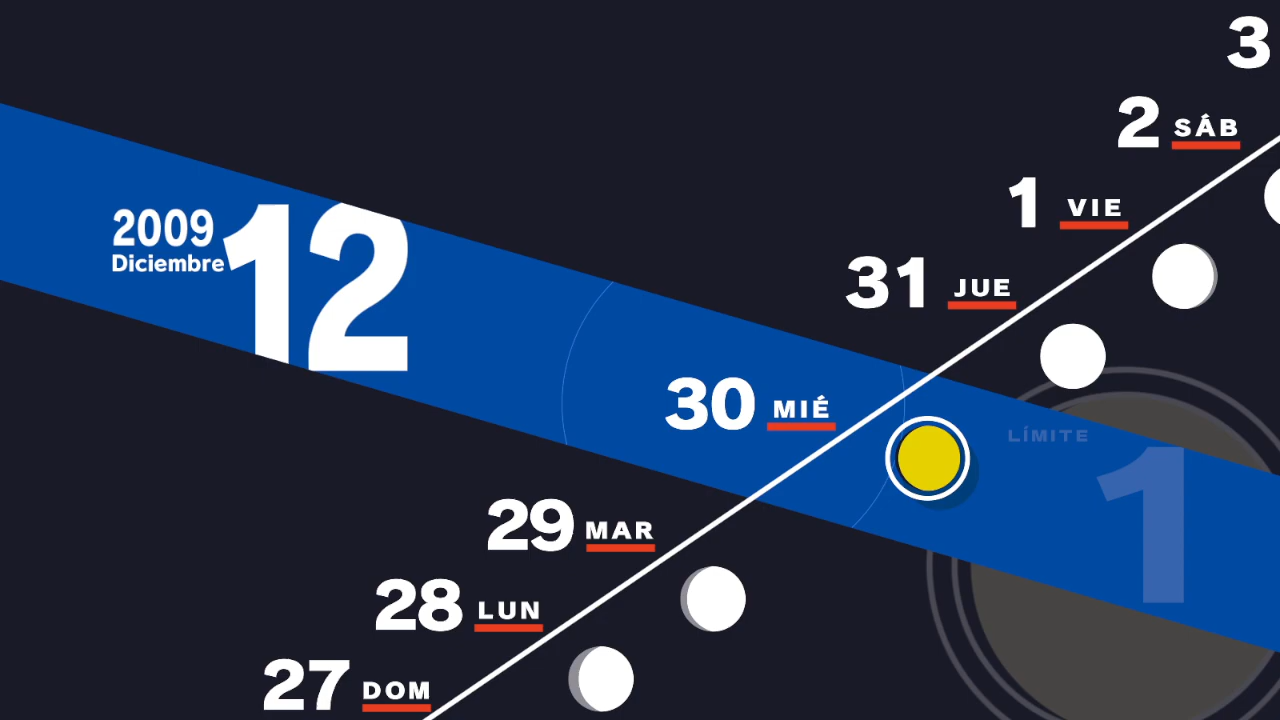 3
2 SÁB
1 VIE
31 JUE
2009
Diciembre
12
30 MIÉ
LÍMITE
1
29 MAR
28 LUN
27 DOM